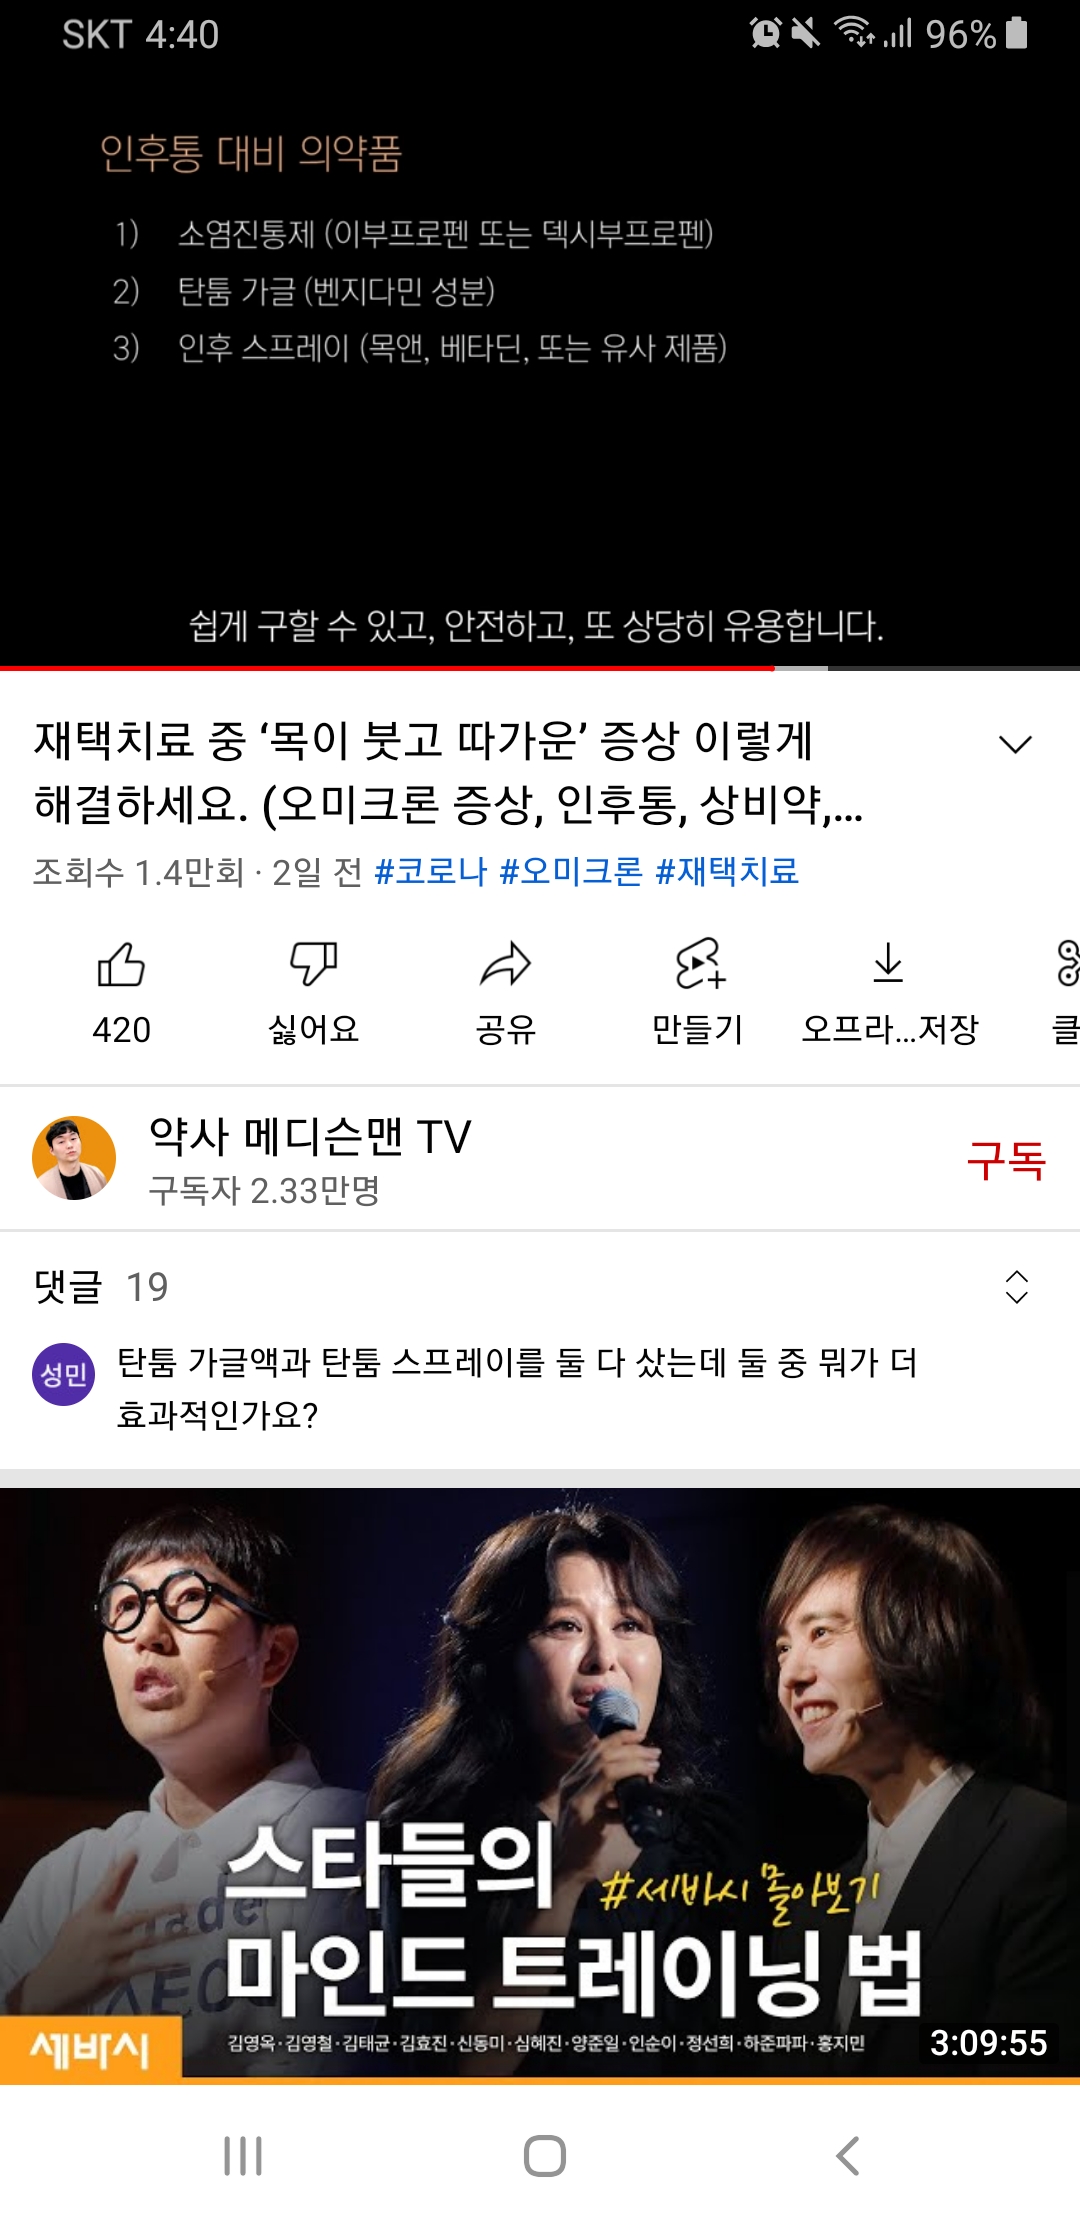 SKT 4:40
96%
인후통 대비 의약품
1) 소염진통제 (이부프로펜 또는 덱시부프로펜)
2) 탄툼 가글 (벤지다민 성분)
3) 인후 스프레이 (목앤, 베타딘, 또는 유사 제품)
쉽게 구할 수 있고, 안전하고, 또 상당히 유용합니다.
재택치료 중 ‘목이 붓고 따가운’ 증상 이렇게
해결하세요. (오미크론 증상, 인후통, 상비약,...
조회수 1.4만회 · 2일 전 #코로나 #오미크론 #재택치료
420 싫어요 공유 만들기 오프라...저장 클
약사 메디슨맨 TV
구독자 2.33만명
구독
댓글 19
성민
탄툼 가글액과 탄툼 스프레이를 둘 다 샀는데 둘 중 뭐가 더
효과적인가요?
스타들의
#세바시 몰아보기
마인드 트레이닝 법
세바시
김영옥·김영철·김태균·김효진·신동미·심혜진·양준일·인순이·정선희·하준파파·홍지민
3:09:55